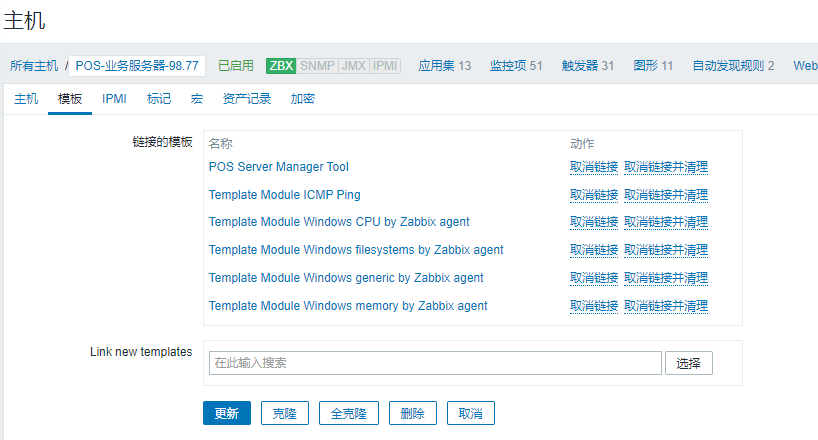 主机
所有主机 / POS-业务服务器-98.77 已启用 ZBX SNMP JMX IPMI 应用集 13 监控项 51 触发器 31 图形 11 自动发现规则 2 Web
主机 模板 IPMI 标记 宏 资产记录 加密
链接的模板 名称 动作
POS Server Manager Tool 取消链接 取消链接并清理
Template Module ICMP Ping 取消链接 取消链接并清理
Template Module Windows CPU by Zabbix agent 取消链接 取消链接并清理
Template Module Windows filesystems by Zabbix agent 取消链接 取消链接并清理
Template Module Windows generic by Zabbix agent 取消链接 取消链接并清理
Template Module Windows memory by Zabbix agent 取消链接 取消链接并清理
Link new templates 在此输入搜索 选择
更新 克隆 全克隆 删除 取消